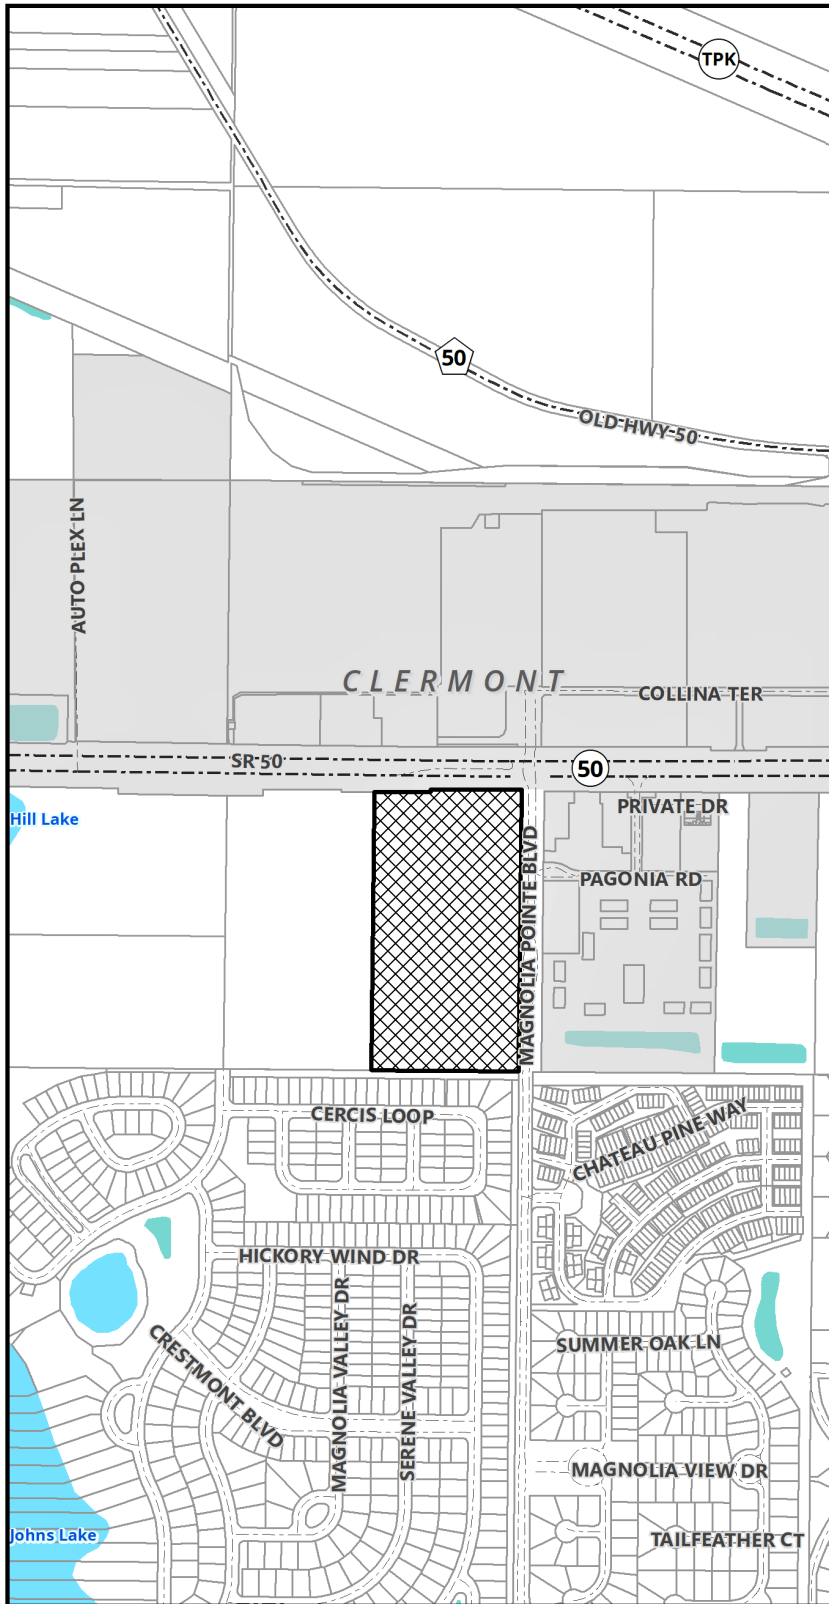 TPK
50
OLD HWY 50
AUTO PLEX LN
CLERMONT
COLLINA TER
SR 50
50
PRIVATE DR
Hill Lake
MAGNOLIA POINTE BLVD
PAGONIA RD
CERCIS LOOP
CHATEAU PINE WAY
HICKORY WIND DR
MAGNOLIA VALLEY DR
SERENE VALLEY DR
CRESTMONT BLVD
SUMMER OAK LN
MAGNOLIA VIEW DR
Johns Lake
TAILFEATHER CT